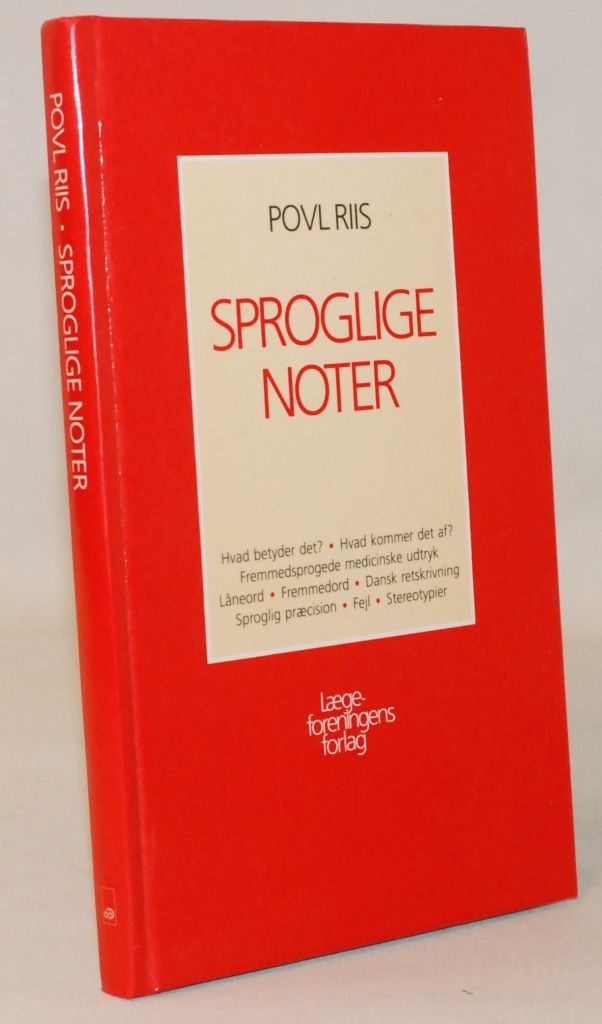 POVL RIIS • SPROGLIGE NOTER
POVL RIIS
SPROGLIGE
NOTER
Hvad betyder det? • Hvad kommer det af?
Fremmedsprogede medicinske udtryk
Låneord • Fremmedord • Dansk retskrivning
Sproglig præcision • Fejl • Stereotypier
Læge-
foreningens
forlag